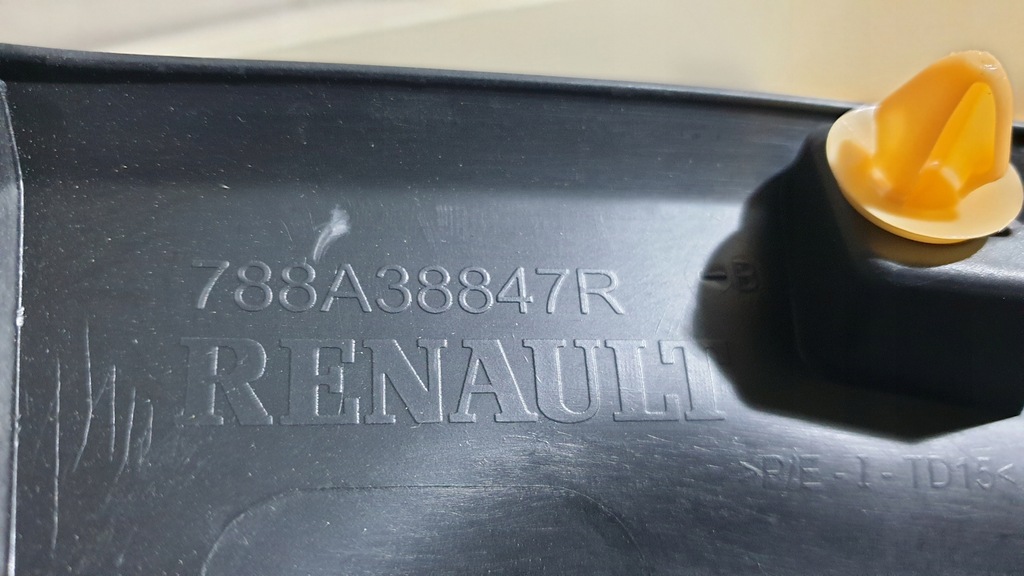 788A38847R
-B
RENAULT
>P/E-I-TD15<